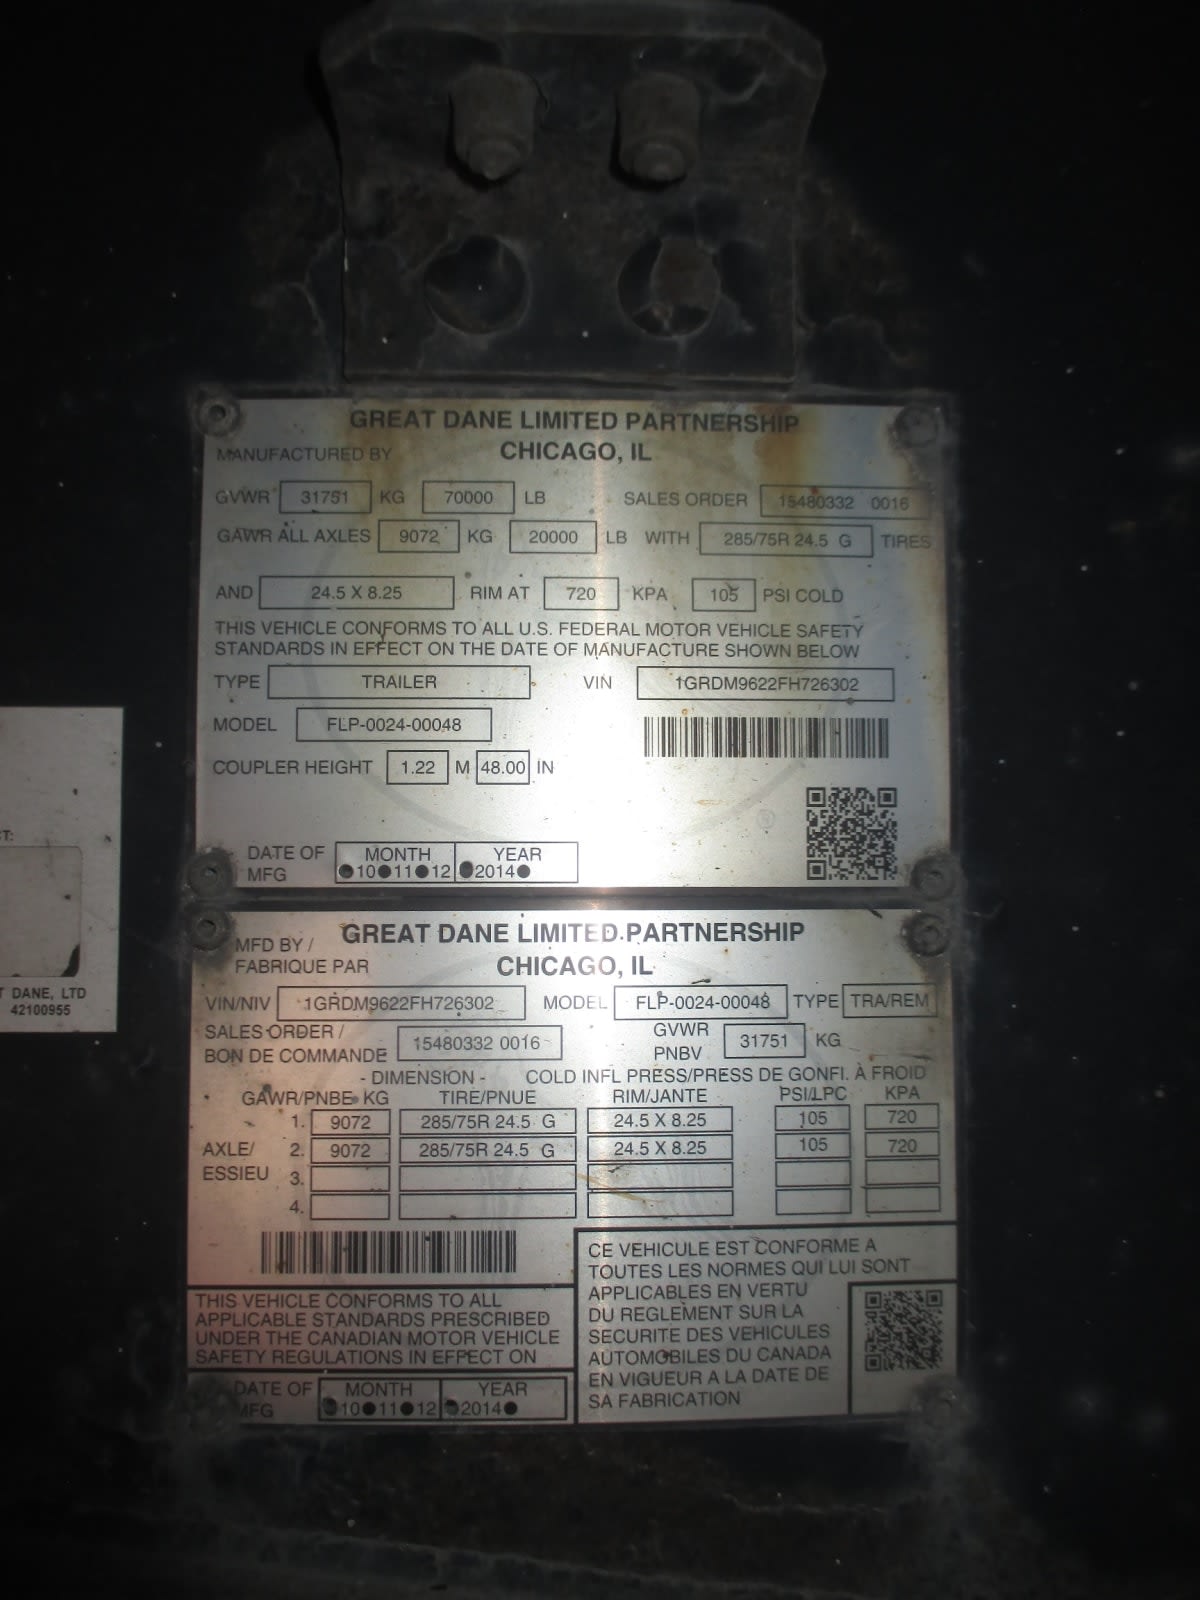 GREAT DANE LIMITED PARTNERSHIP
MANUFACTURED BY CHICAGO, IL
GVWR 31751 KG 70000 LB SALES ORDER 15480332 0016
GAWR ALL AXLES 9072 KG 20000 LB WITH 285/75R 24.5 G TIRES
AND 24.5 X 8.25 RIM AT 720 KPA 105 PSI COLD
THIS VEHICLE CONFORMS TO ALL U.S. FEDERAL MOTOR VEHICLE SAFETY
STANDARDS IN EFFECT ON THE DATE OF MANUFACTURE SHOWN BELOW
TYPE TRAILER VIN 1GRDM9622FH726302
MODEL FLP-0024-00048
COUPLER HEIGHT 1.22 M 48.00 IN
DATE OF MONTH YEAR
MFG 10 11 12 2014
T:
T DANE, LTD
42100955
MFD BY / GREAT DANE LIMITED PARTNERSHIP
FABRIQUE PAR CHICAGO, IL
VIN/NIV 1GRDM9622FH726302 MODEL FLP-0024-00048 TYPE TRA/REM
SALES ORDER / GVWR
BON DE COMMANDE 15480332 0016 PNBV 31751 KG
- DIMENSION - COLD INFL PRESS/PRESS DE GONFI. À FROID
GAWR/PNBE KG TIRE/PNUE RIM/JANTE PSI/LPC KPA
1. 9072 285/75R 24.5 G 24.5 X 8.25 105 720
AXLE/ 2. 9072 285/75R 24.5 G 24.5 X 8.25 105 720
ESSIEU 3.
4.
THIS VEHICLE CONFORMS TO ALL
APPLICABLE STANDARDS PRESCRIBED
UNDER THE CANADIAN MOTOR VEHICLE
SAFETY REGULATIONS IN EFFECT ON
DATE OF MONTH YEAR
MFG 10 11 12 2014
CE VEHICULE EST CONFORME A
TOUTES LES NORMES QUI LUI SONT
APPLICABLES EN VERTU
DU REGLEMENT SUR LA
SECURITE DES VEHICULES
AUTOMOBILES DU CANADA
EN VIGUEUR A LA DATE DE
SA FABRICATION